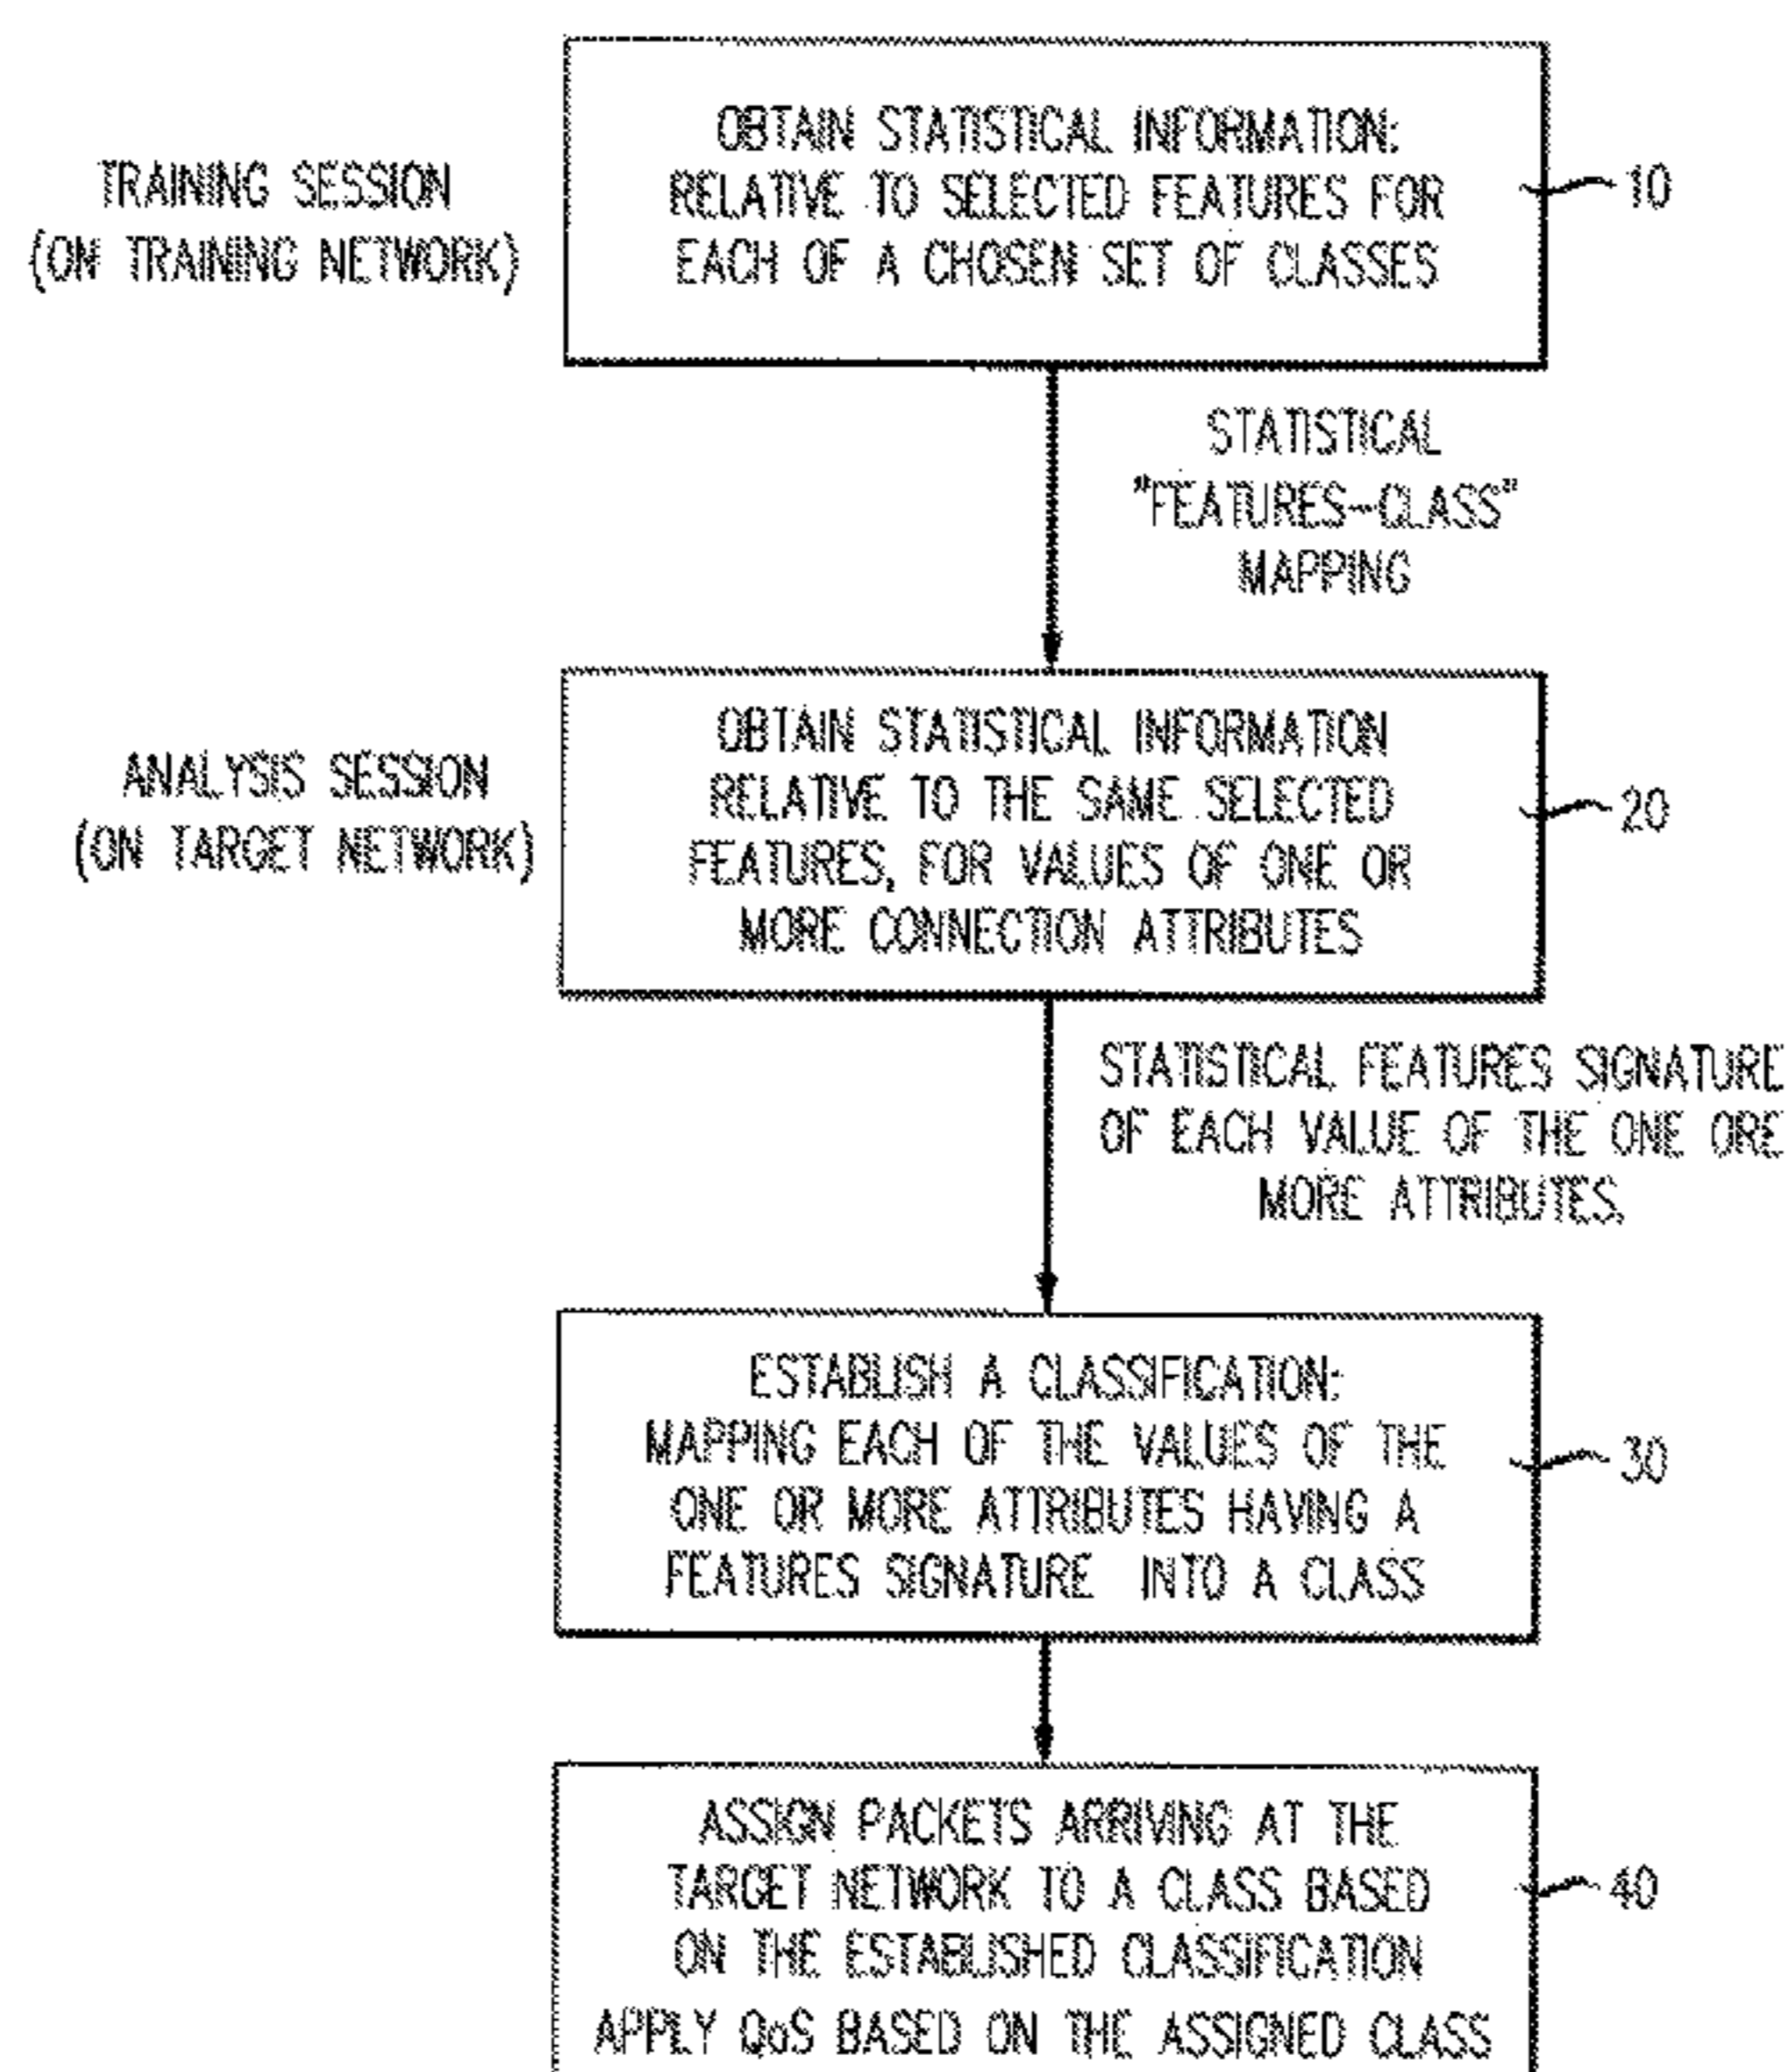 OBTAIN STATISTICAL INFORMATION:
RELATIVE TO SELECTED FEATURES FOR
EACH OF A CHOSEN SET OF CLASSES
10
TRAINING SESSION
(ON TRAINING NETWORK)
STATISTICAL
"FEATURES-CLASS"
MAPPING
OBTAIN STATISTICAL INFORMATION
RELATIVE TO THE SAME SELECTED
FEATURES, FOR VALUES OF ONE OR
MORE CONNECTION ATTRIBUTES
20
ANALYSIS SESSION
(ON TARGET NETWORK)
STATISTICAL FEATURES SIGNATURE
OF EACH VALUE OF THE ONE ORE
MORE ATTRIBUTES.
ESTABLISH A CLASSIFICATION:
MAPPING EACH OF THE VALUES OF THE
ONE OR MORE ATTRIBUTES HAVING A
FEATURES SIGNATURE INTO A CLASS
30
ASSIGN PACKETS ARRIVING AT THE
TARGET NETWORK TO A CLASS BASED
ON THE ESTABLISHED CLASSIFICATION
APPLY QoS BASED ON THE ASSIGNED CLASS
40